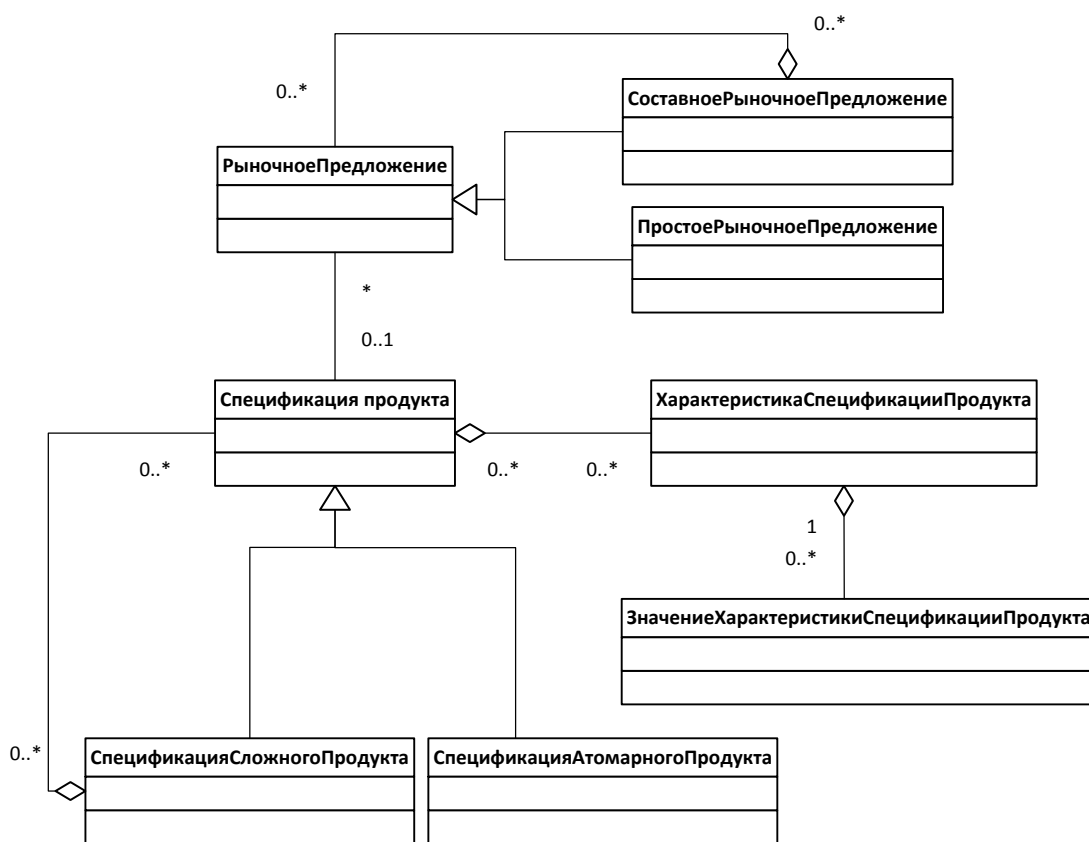 0..*
0..*
СоставноеРыночноеПредложение
РыночноеПредложение
ПростоеРыночноеПредложение
*
0..1
Спецификация продукта
ХарактеристикаСпецификацииПродукта
0..*
0..*
0..*
1
0..*
ЗначениеХарактеристикиСпецификацииПродукта
0..*
СпецификацияСложногоПродукта
СпецификацияАтомарногоПродукта